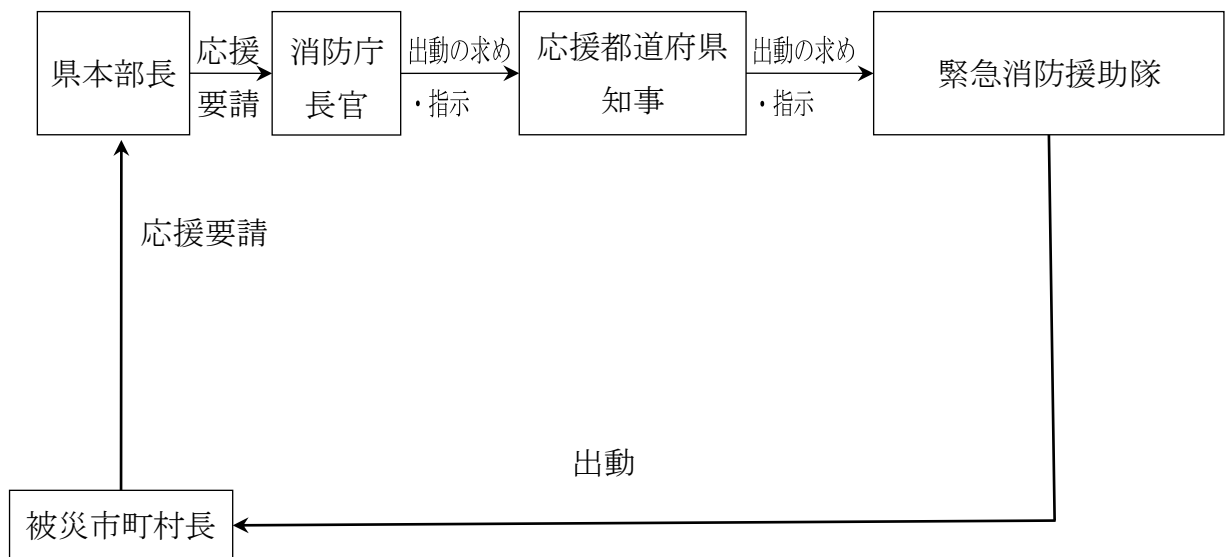 県本部長
応援
要請
消防庁
長官
出動の求め
・指示
応援都道府県
知事
出動の求め
・指示
緊急消防援助隊
応援要請
出動
被災市町村長